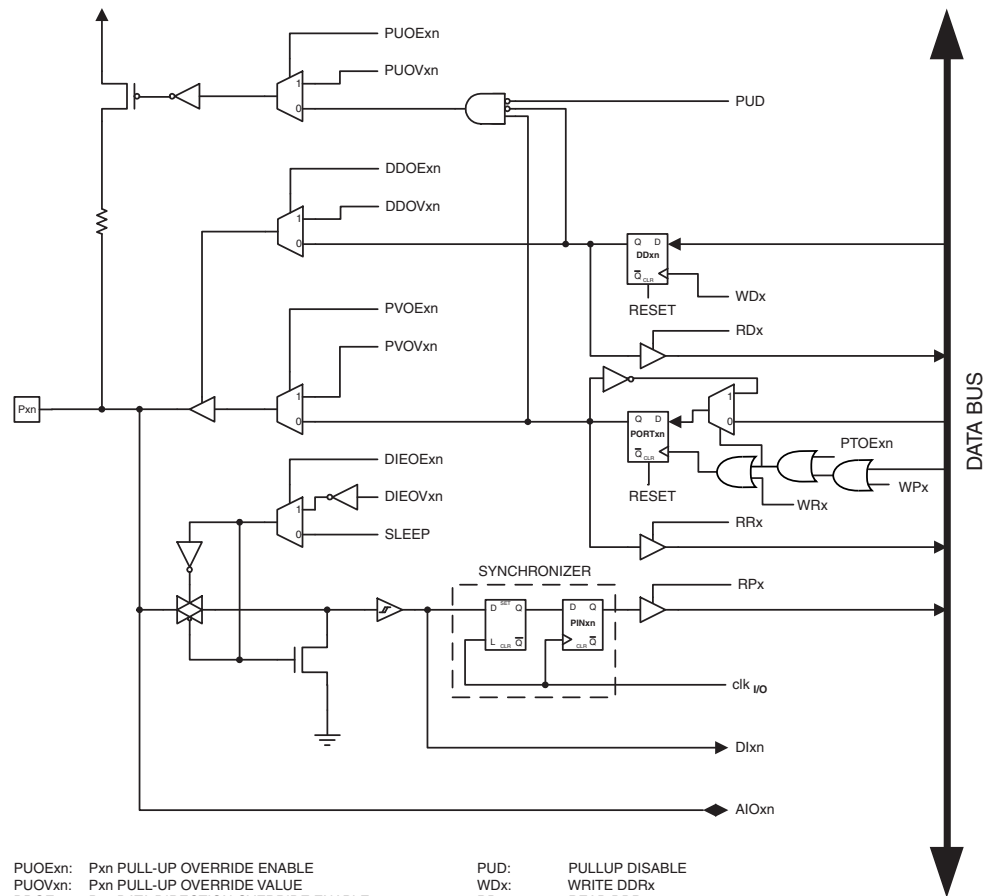 PUOExn
PUOVxn
1
0
PUD
DDOExn
DDOVxn
1
0
Q D
DDxn
Q CLR
WDx
RESET
RDx
PVOExn
PVOVxn
1
0
Pxn
1
0
Q D
PORTxn
Q CLR
PTOExn
WPx
RESET
WRx
RRx
DATA BUS
DIEOExn
DIEOVxn
1
0
SLEEP
SYNCHRONIZER
RPx
D SET Q
L CLR Q
D Q
PINxn
CLR Q
clk I/O
DIxn
AIOxn
PUOExn: Pxn PULL-UP OVERRIDE ENABLE
PUD: PULLUP DISABLE
PUOVxn: Pxn PULL-UP OVERRIDE VALUE
WDx: WRITE DDRx